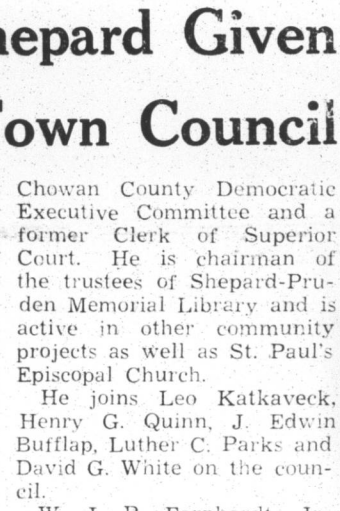 hepard Given
Town Council
Chowan County Democratic
Executive Committee and a
former Clerk of Superior
Court. He is chairman of
the trustees of Shepard-Pru-
den Memorial Library and is
active in other community
projects as well as St. Paul's
Episcopal Church.
He joins Leo Katkaveck,
Henry G. Quinn, J. Edwin
Bufflap, Luther C. Parks and
David G. White on the coun-
cil.